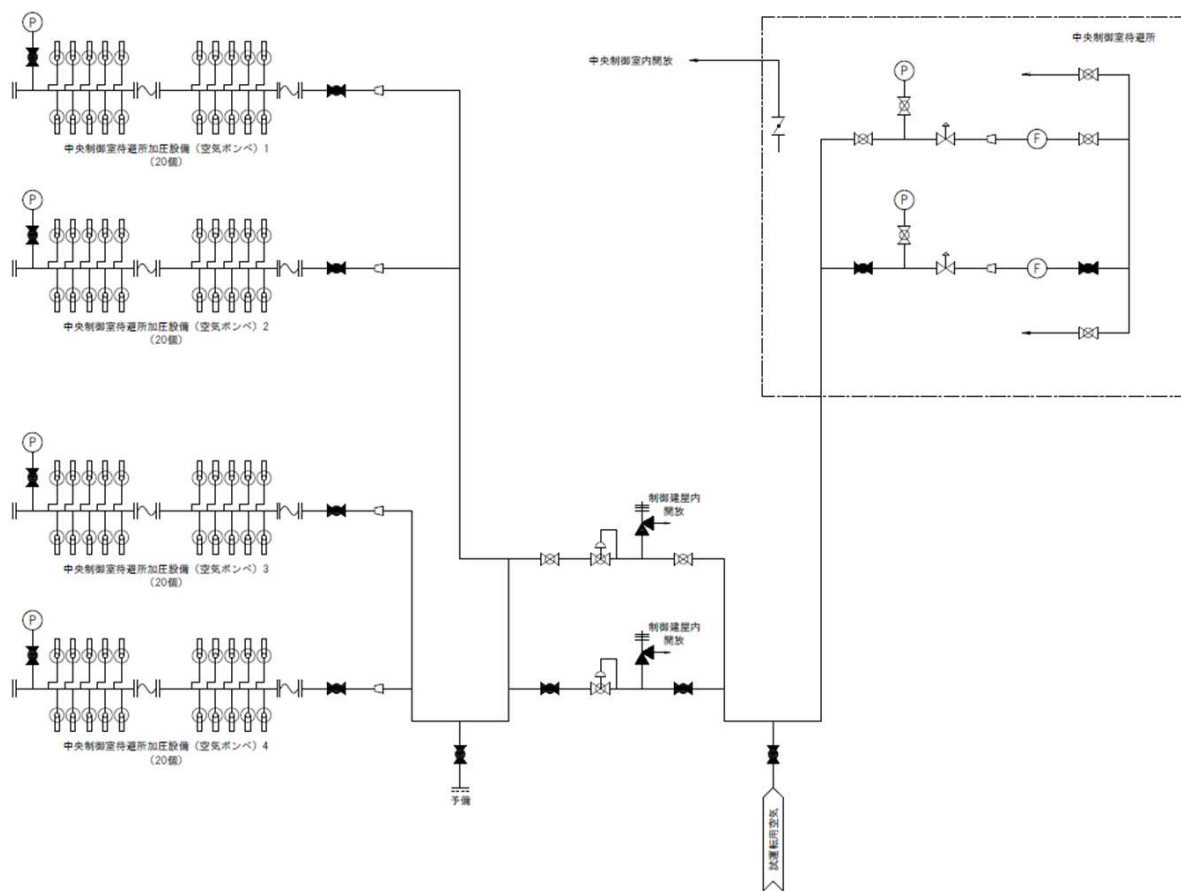 P
中央制御室待避所加圧設備（空気ボンベ）1
（20個）
P
中央制御室待避所加圧設備（空気ボンベ）2
（20個）
P
中央制御室待避所加圧設備（空気ボンベ）3
（20個）
P
中央制御室待避所加圧設備（空気ボンベ）4
（20個）
予備
制御建屋内
開放
制御建屋内
開放
試運転用空気
中央制御室内開放
中央制御室待避所
P
F
P
F